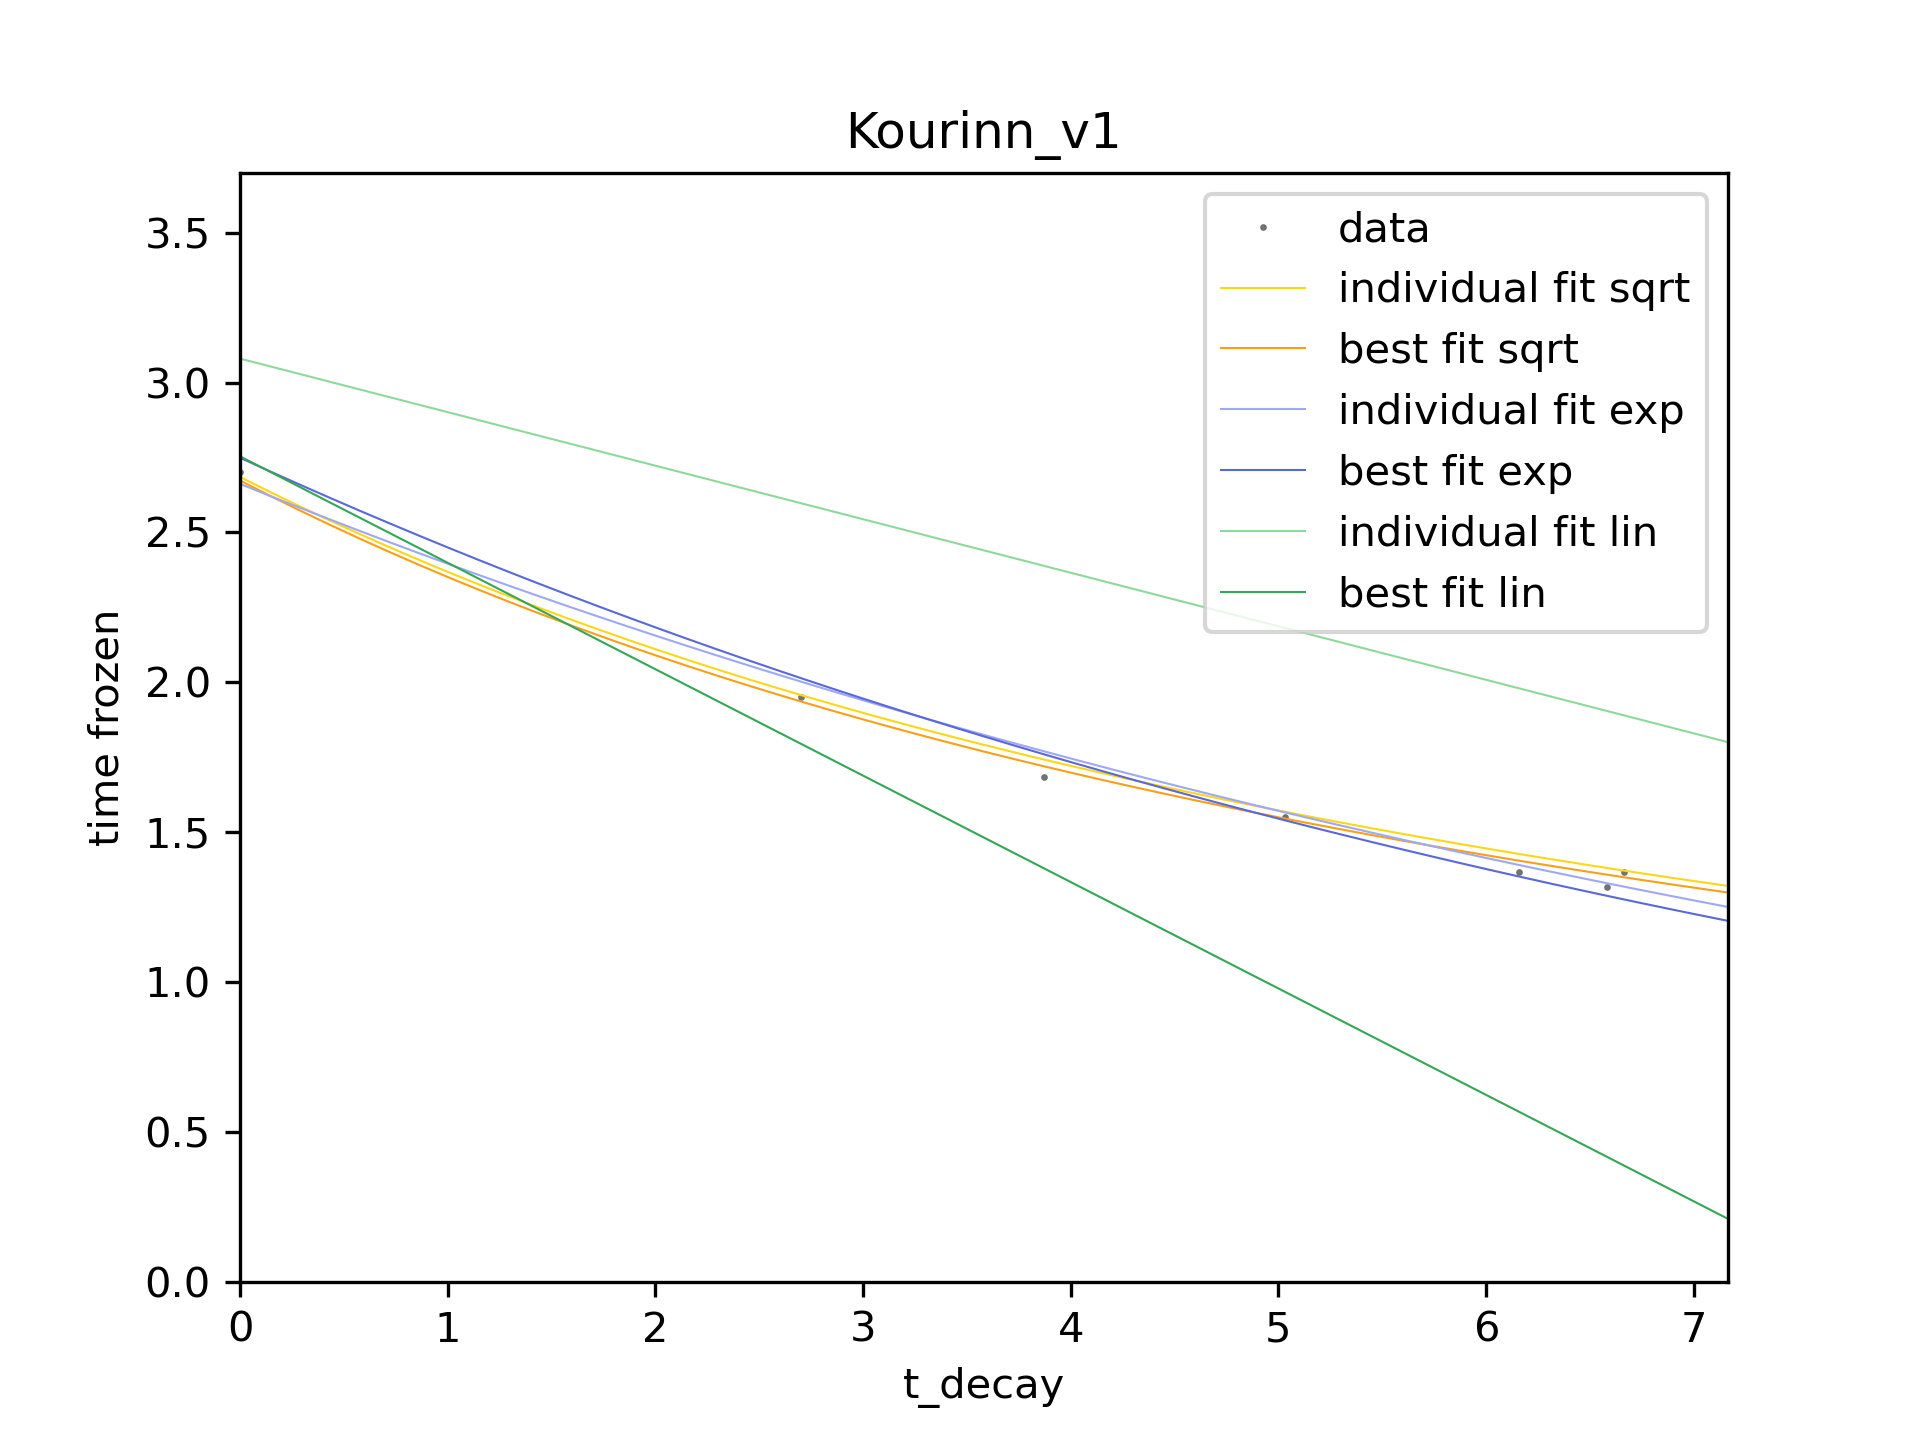 Kourinn_v1
data
individual fit sqrt
best fit sqrt
individual fit exp
best fit exp
individual fit lin
best fit lin
time frozen
3.5
3.0
2.5
2.0
1.5
1.0
0.5
0.0
0 1 2 3 4 5 6 7
t_decay